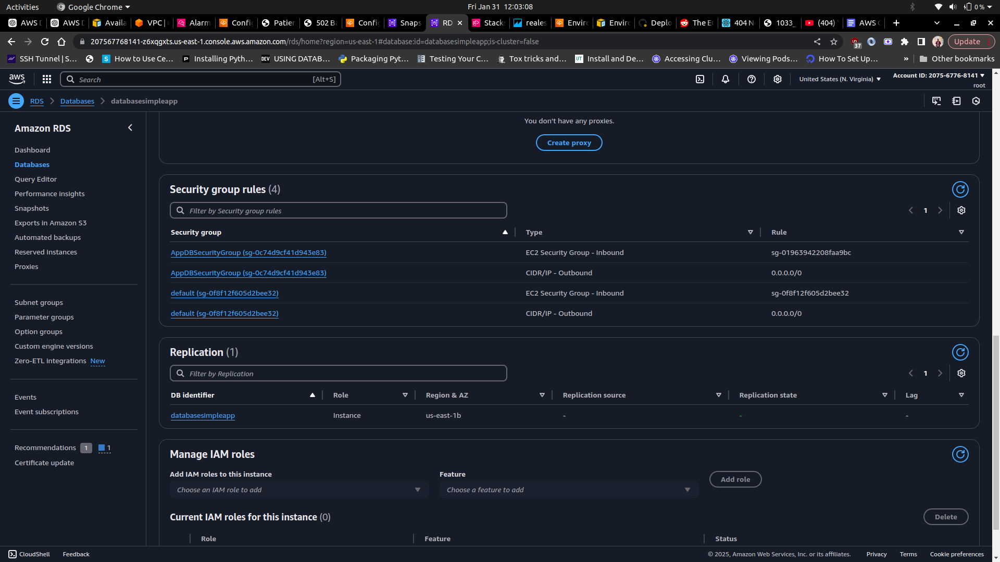 Activities
Google Chrome
Fri Jan 31 12:03:08
0 %
AWS D
AWS D
Availa
VPC |
Alarm
Config
Patien
502 Ba
Config
Snaps
RD
Stacks
reales
Enviro
Enviro
Deplo
The E
404 N
1033_
(404)
AWS C
207567768141-z6xqgxts.us-east-1.console.aws.amazon.com/rds/home?region=us-east-1#database:id=databasesimpleapp;is-cluster=false
37
Update
SSH Tunnel | S...
How to Use Ce...
Installing Pyth...
DEV
USING DATAB...
Packaging Pyt...
Testing Your C...
Tox tricks and...
UT
Install and De...
Accessing Clu...
Viewing Pods...
How To Set Up...
»
Other bookmarks
aws
Search
[Alt+S]
United States (N. Virginia)
Account ID: 2075-6776-8141
root
RDS
Databases
databasesimpleapp
Amazon RDS
Dashboard
Databases
Query Editor
Performance insights
Snapshots
Exports in Amazon S3
Automated backups
Reserved instances
Proxies
Subnet groups
Parameter groups
Option groups
Custom engine versions
Zero-ETL integrations New
Events
Event subscriptions
Recommendations 1 1
Certificate update
You don't have any proxies.
Create proxy
Security group rules (4)
Filter by Security group rules
1
Security group Type Rule
AppDBSecurityGroup (sg-0c74d9cf41d943e83) EC2 Security Group - Inbound sg-01963942208faa9bc
AppDBSecurityGroup (sg-0c74d9cf41d943e83) CIDR/IP - Outbound 0.0.0.0/0
default (sg-0f8f12f605d2bee32) EC2 Security Group - Inbound sg-0f8f12f605d2bee32
default (sg-0f8f12f605d2bee32) CIDR/IP - Outbound 0.0.0.0/0
Replication (1)
Filter by Replication
1
DB identifier Role Region & AZ Replication source Replication state Lag
databasesimpleapp Instance us-east-1b - - -
Manage IAM roles
Add IAM roles to this instance Feature
Choose an IAM role to add Choose a feature to add Add role
Current IAM roles for this instance (0)
Delete
Role Feature Status
CloudShell Feedback
© 2025, Amazon Web Services, Inc. or its affiliates. Privacy Terms Cookie preferences